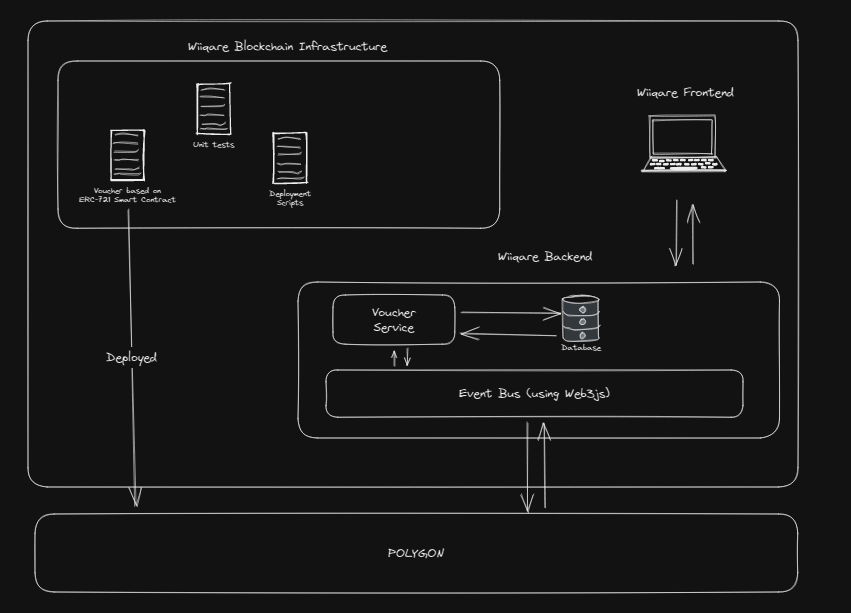 Wiiqare Blockchain Infrastructure
Unit tests
Voucher based on
ERC-721 Smart Contract
Deployment
Scripts
Wiiqare Frontend
Wiiqare Backend
Voucher
Service
Database
Deployed
Event Bus (using Web3js)
POLYGON